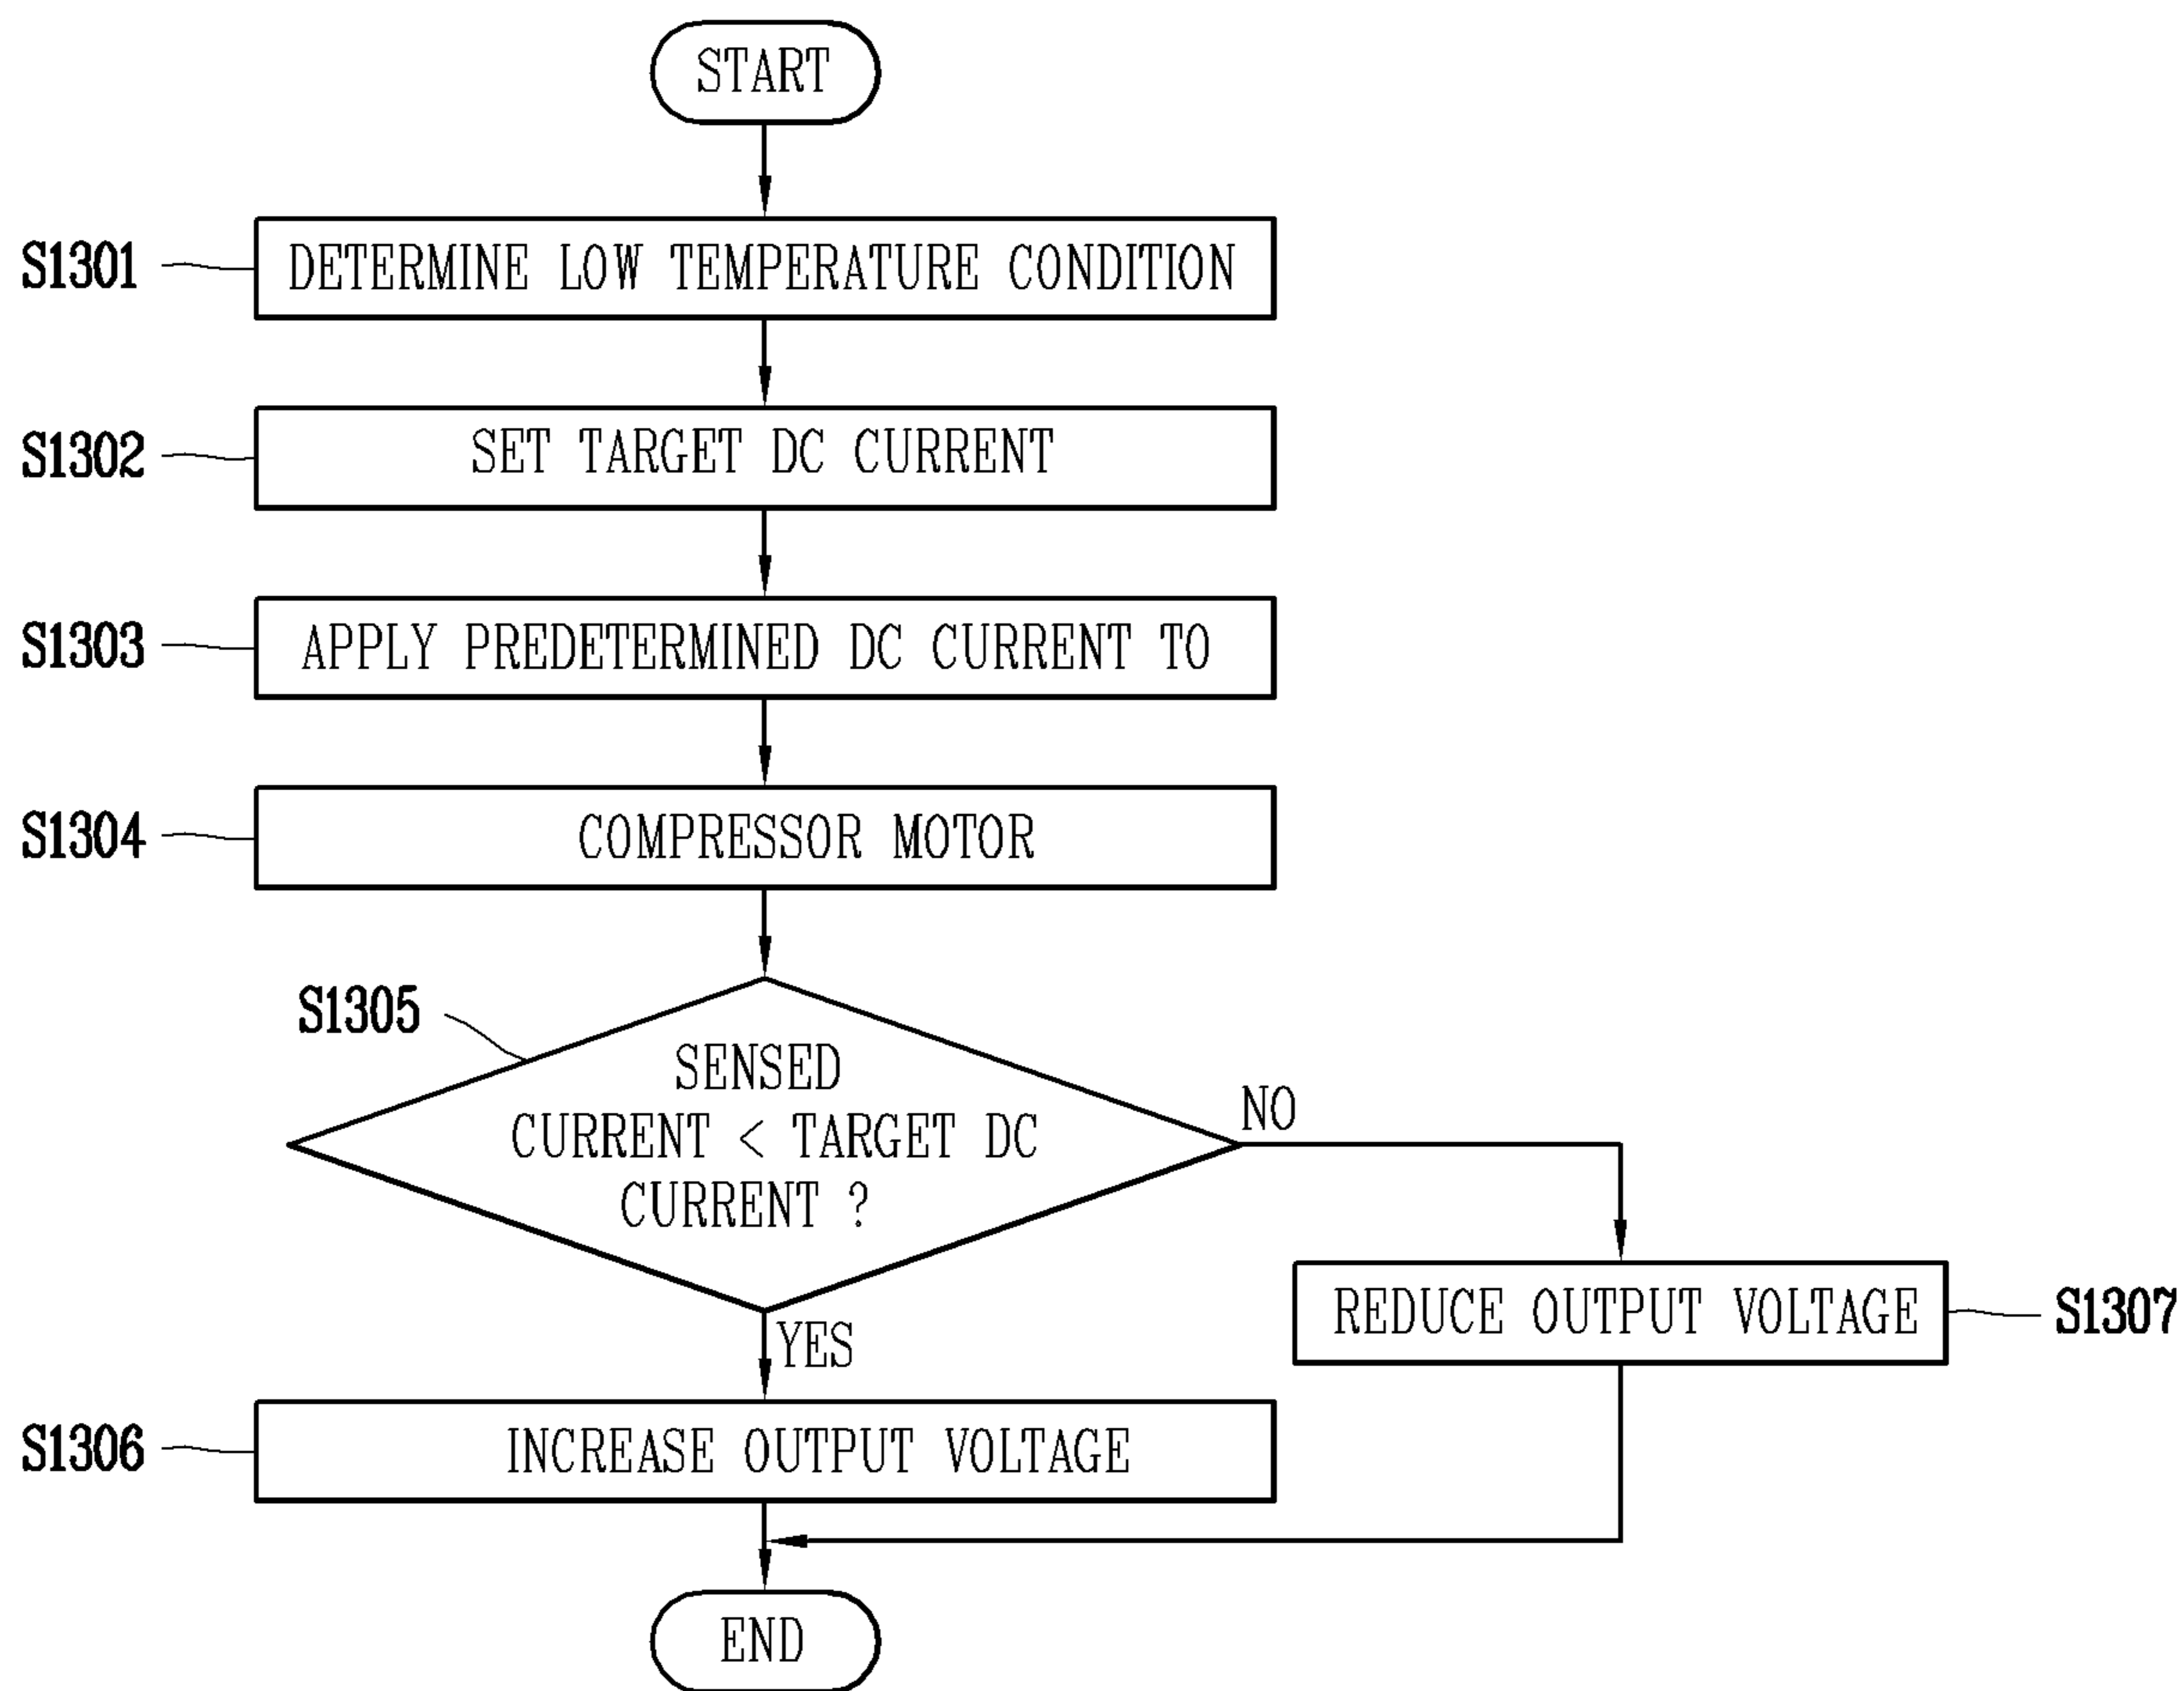 START
S1301
DETERMINE LOW TEMPERATURE CONDITION
S1302
SET TARGET DC CURRENT
S1303
APPLY PREDETERMINED DC CURRENT TO
S1304
COMPRESSOR MOTOR
S1305
SENSED
CURRENT < TARGET DC
CURRENT ?
NO
YES
REDUCE OUTPUT VOLTAGE
S1307
S1306
INCREASE OUTPUT VOLTAGE
END